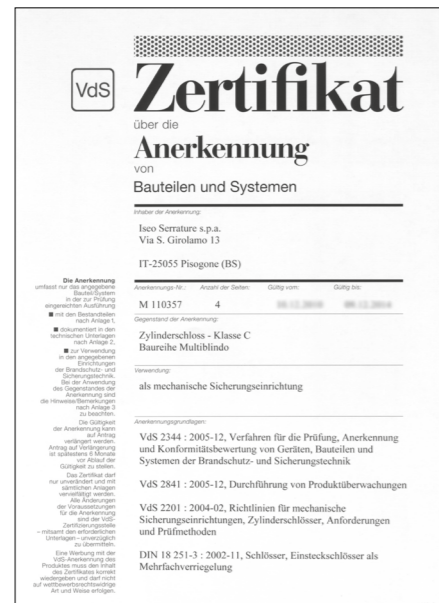 VdS
Zertifikat
über die
Anerkennung
von
Bauteilen und Systemen
Inhaber der Anerkennung:
Iseo Serrature s.p.a.
Via S. Girolamo 13
IT-25055 Pisogone (BS)
Die Anerkennung
umfasst nur das angegebene
Bauteil/System
in der zur Prüfung
eingereichten Ausführung
■ mit den Bestandteilen
nach Anlage 1,
■ dokumentiert in den
technischen Unterlagen
nach Anlage 2,
■ zur Verwendung
in den angegebenen
Einrichtungen
der Brandschutz- und
Sicherungstechnik.
Bei der Anwendung
des Gegenstandes der
Anerkennung sind
die Hinweise/Bemerkungen
nach Anlage 3
zu beachten.
Die Gültigkeit
der Anerkennung kann
auf Antrag
verlängert werden.
Antrag auf Verlängerung
ist spätestens 6 Monate
vor Ablauf der
Gültigkeit zu stellen.
Das Zertifikat darf
nur unverändert und mit
sämtlichen Anlagen
vervielfältigt werden.
Alle Änderungen
der Voraussetzungen
für die Anerkennung
sind der VdS-
Zertifizierungsstelle
– mitsamt den erforderlichen
Unterlagen – unverzüglich
zu übermitteln.
Eine Werbung mit der
VdS-Anerkennung des
Produktes muss den Inhalt
des Zertifikates korrekt
wiedergeben und darf nicht
auf wettbewerbsrechtswidrige
Art und Weise erfolgen.
Anerkennungs-Nr.: Anzahl der Seiten: Gültig vom: Gültig bis:
M 110357 4
Gegenstand der Anerkennung:
Zylinderschloss - Klasse C
Baureihe Multiblindo
Verwendung:
als mechanische Sicherungseinrichtung
Anerkennungsgrundlagen:
VdS 2344 : 2005-12, Verfahren für die Prüfung, Anerkennung
und Konformitätsbewertung von Geräten, Bauteilen und
Systemen der Brandschutz- und Sicherungstechnik
VdS 2841 : 2005-12, Durchführung von Produktüberwachungen
VdS 2201 : 2004-02, Richtlinien für mechanische
Sicherungseinrichtungen, Zylinderschlösser, Anforderungen
und Prüfmethoden
DIN 18 251-3 : 2002-11, Schlösser, Einsteckschlösser als
Mehrfachverriegelung